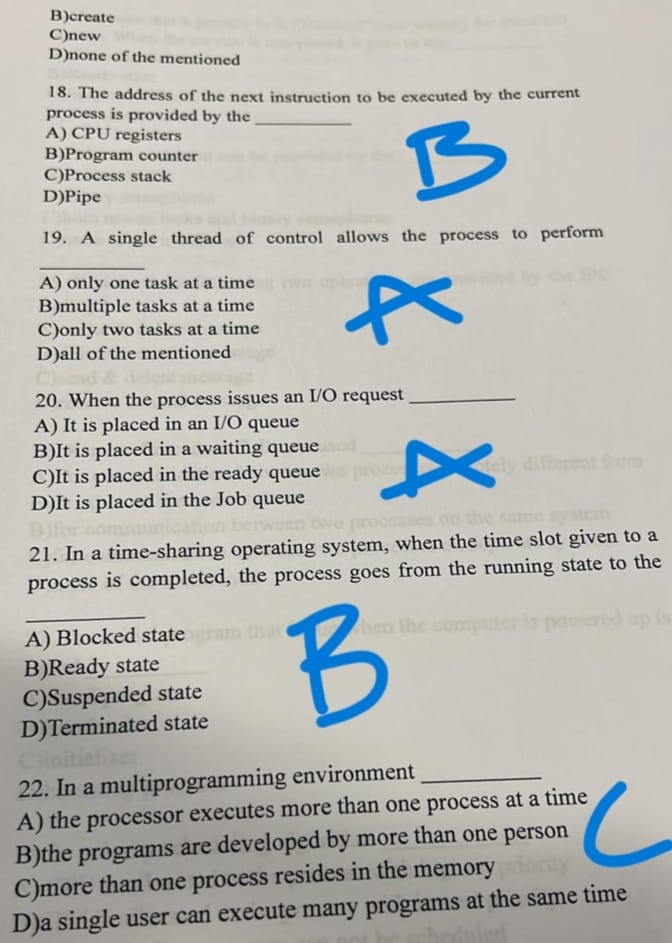 B)create
C)new
D)none of the mentioned
18. The address of the next instruction to be executed by the current
process is provided by the __________
A) CPU registers
B)Program counter
C)Process stack
D)Pipe
B
19. A single thread of control allows the process to perform
__________
A) only one task at a time
B)multiple tasks at a time
C)only two tasks at a time
D)all of the mentioned
A
20. When the process issues an I/O request __________
A) It is placed in an I/O queue
B)It is placed in a waiting queue
C)It is placed in the ready queue
D)It is placed in the Job queue
A
21. In a time-sharing operating system, when the time slot given to a
process is completed, the process goes from the running state to the
__________
A) Blocked state
B)Ready state
C)Suspended state
D)Terminated state
B
22. In a multiprogramming environment __________
A) the processor executes more than one process at a time
B)the programs are developed by more than one person
C)more than one process resides in the memory
D)a single user can execute many programs at the same time
C